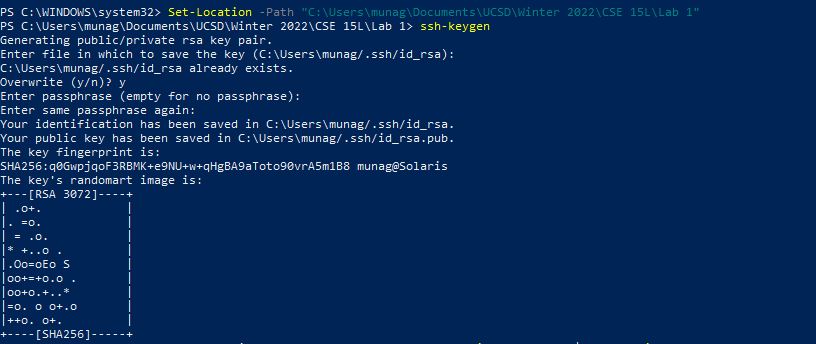 PS C:\WINDOWS\system32> Set-Location -Path "C:\Users\munag\Documents\UCSD\Winter 2022\CSE 15L\Lab 1"
PS C:\Users\munag\Documents\UCSD\Winter 2022\CSE 15L\Lab 1> ssh-keygen
Generating public/private rsa key pair.
Enter file in which to save the key (C:\Users\munag/.ssh/id_rsa):
C:\Users\munag/.ssh/id_rsa already exists.
Overwrite (y/n)? y
Enter passphrase (empty for no passphrase):
Enter same passphrase again:
Your identification has been saved in C:\Users\munag/.ssh/id_rsa.
Your public key has been saved in C:\Users\munag/.ssh/id_rsa.pub.
The key fingerprint is:
SHA256:q0GwpjqoF3RBMK+e9NU+w+qHgBA9aToto90vrA5m1B8 munag@Solaris
The key's randomart image is:
+---[RSA 3072]----+
| .o+.            |
|. =o.            |
| = .o.           |
|* +..o .         |
|.Oo=oEo S        |
|oo+=+o.o .       |
|oo+o.+..*        |
|=o. o o+.o       |
|++o. o+.         |
+----[SHA256]-----+